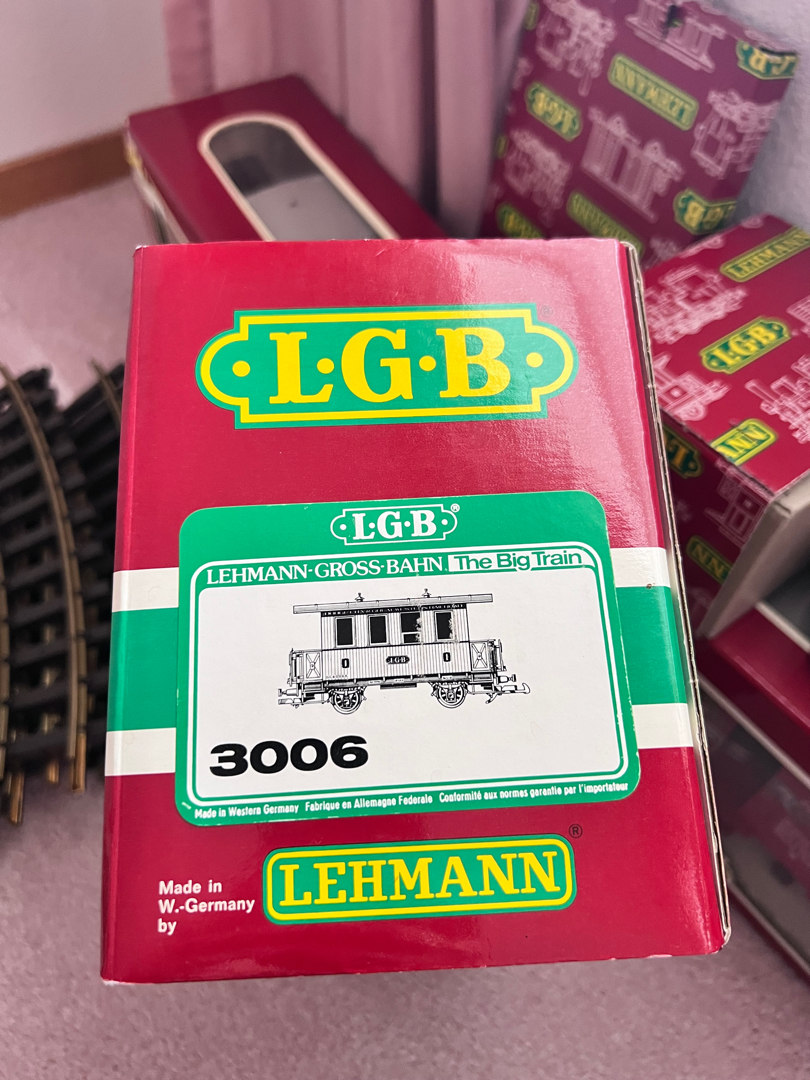 LEHMANN
L.G.B
LEHMANN
L.G.B
L·G·B
L·G·B®
LEHMANN-GROSS-BAHN. The Big Train
L·G·B
3006
Made in Western Germany Fabrique en Allemagne Federale Conformité aux normes garantie par l'importateur
LEHMANN®
Made in
W.-Germany
by